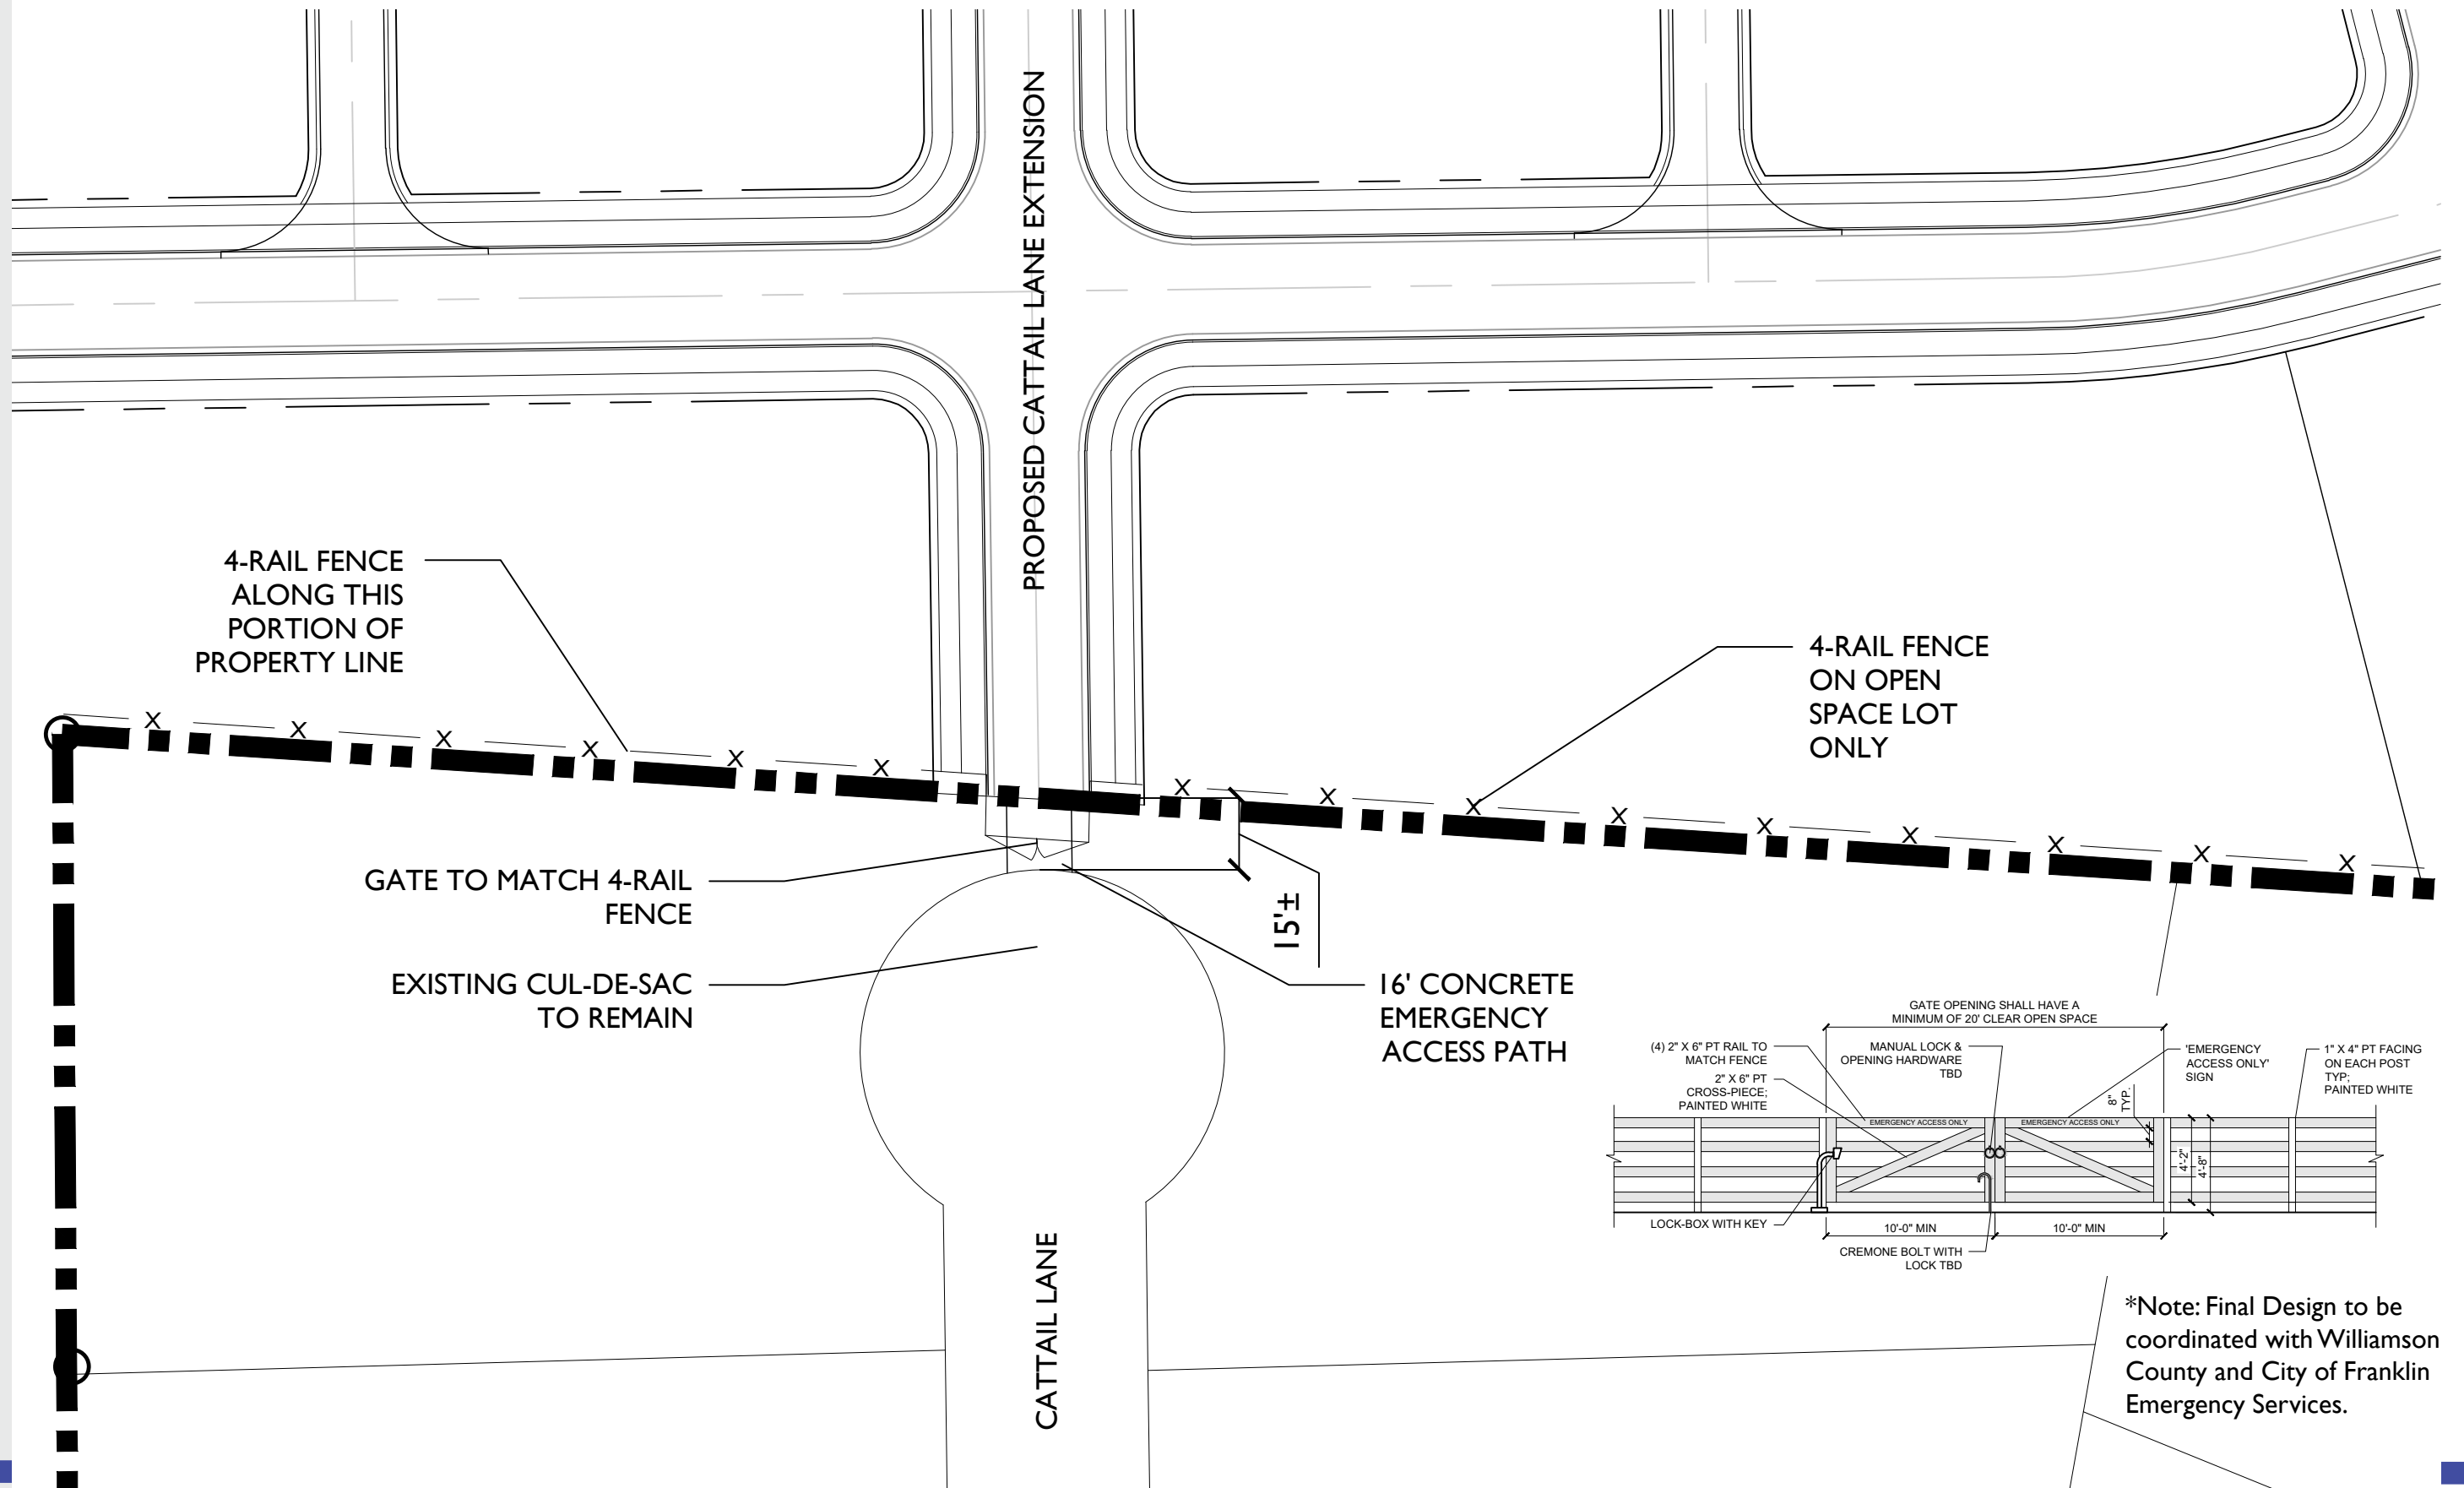 PROPOSED CATTAIL LANE EXTENSION
4-RAIL FENCE
ALONG THIS
PORTION OF
PROPERTY LINE
4-RAIL FENCE
ON OPEN
SPACE LOT
ONLY
X X X X X X
X X X X X X X X X
GATE TO MATCH 4-RAIL
FENCE
EXISTING CUL-DE-SAC
TO REMAIN
15'±
16' CONCRETE
EMERGENCY
ACCESS PATH
CATTAIL LANE
GATE OPENING SHALL HAVE A
MINIMUM OF 20' CLEAR OPEN SPACE
(4) 2" X 6" PT RAIL TO
MATCH FENCE
2" X 6" PT
CROSS-PIECE;
PAINTED WHITE
MANUAL LOCK &
OPENING HARDWARE
TBD
'EMERGENCY
ACCESS ONLY'
SIGN
1" X 4" PT FACING
ON EACH POST
TYP;
PAINTED WHITE
8"
TYP.
EMERGENCY ACCESS ONLY
EMERGENCY ACCESS ONLY
4'-2"
4'-8"
LOCK-BOX WITH KEY
10'-0" MIN
10'-0" MIN
CREMONE BOLT WITH
LOCK TBD
*Note: Final Design to be
coordinated with Williamson
County and City of Franklin
Emergency Services.